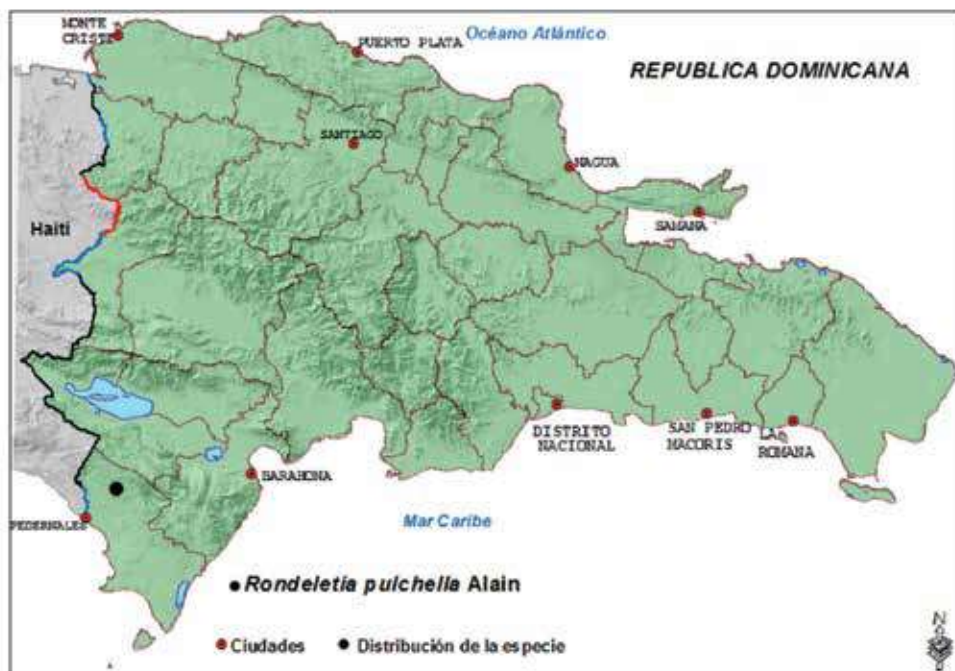 MONTE
CRISTI
PUERTO PLATA
Océano Atlántico
REPUBLICA DOMINICANA
SANTIAGO
NAGUA
SAMANA
Haití
DISTRITO
NACIONAL
SAN PEDRO
MACORIS
LA
ROMANA
BARAHONA
PEDERNALES
Mar Caribe
Rondeletia pulchella Alain
Ciudades
Distribución de la especie
N